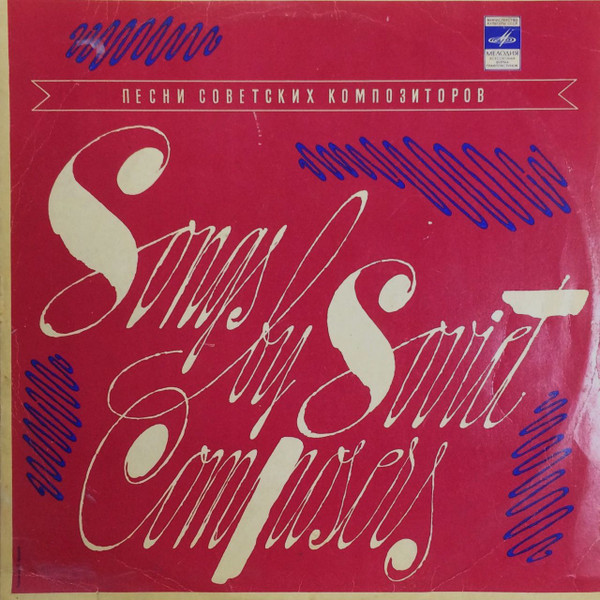 МЕЛОДИЯ
ПЕСНИ СОВЕТСКИХ КОМПОЗИТОРОВ
Songs
by Soviet
Composers